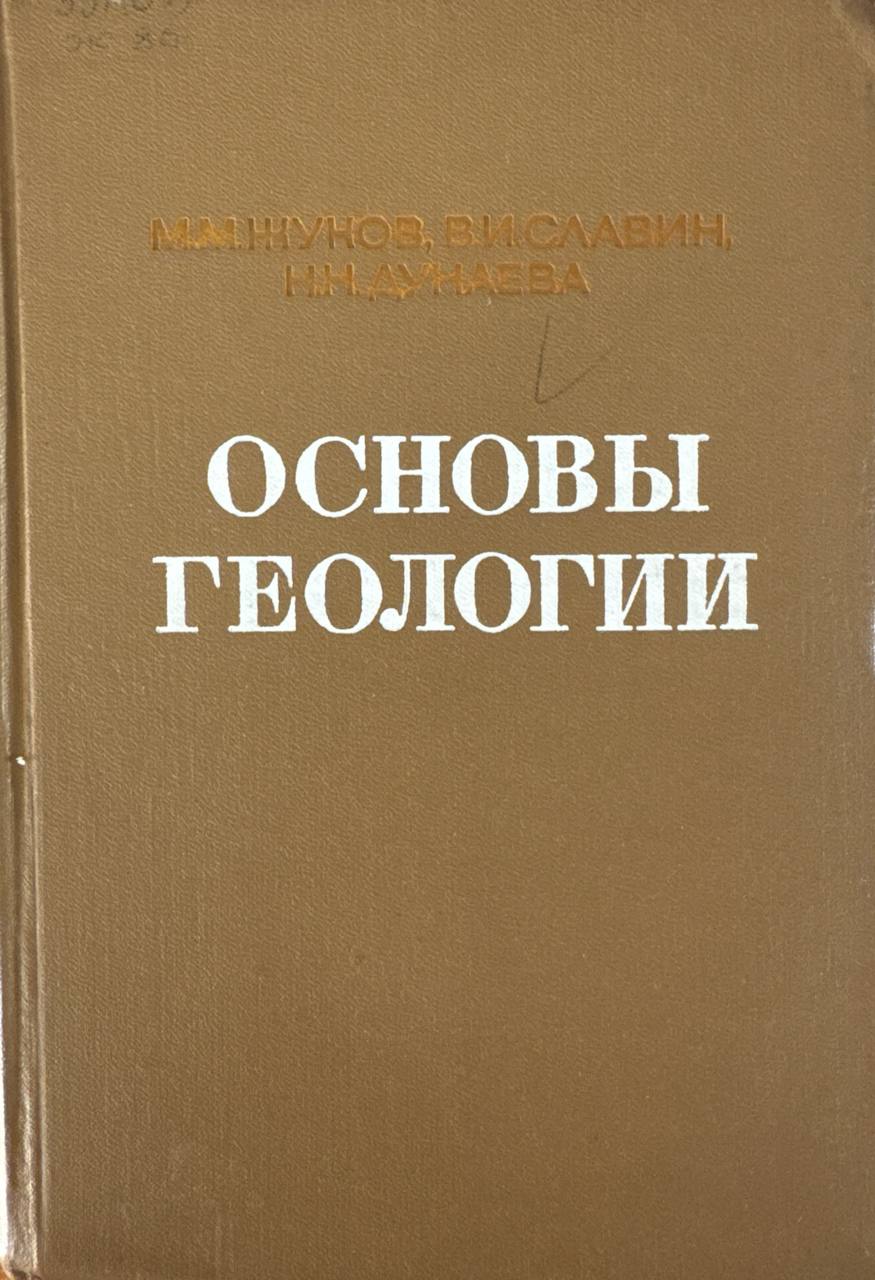 М.М.ЖУКОВ, В.И.СЛАВИН,
Н.Н.ДУНАЕВА
ОСНОВЫ
ГЕОЛОГИИ